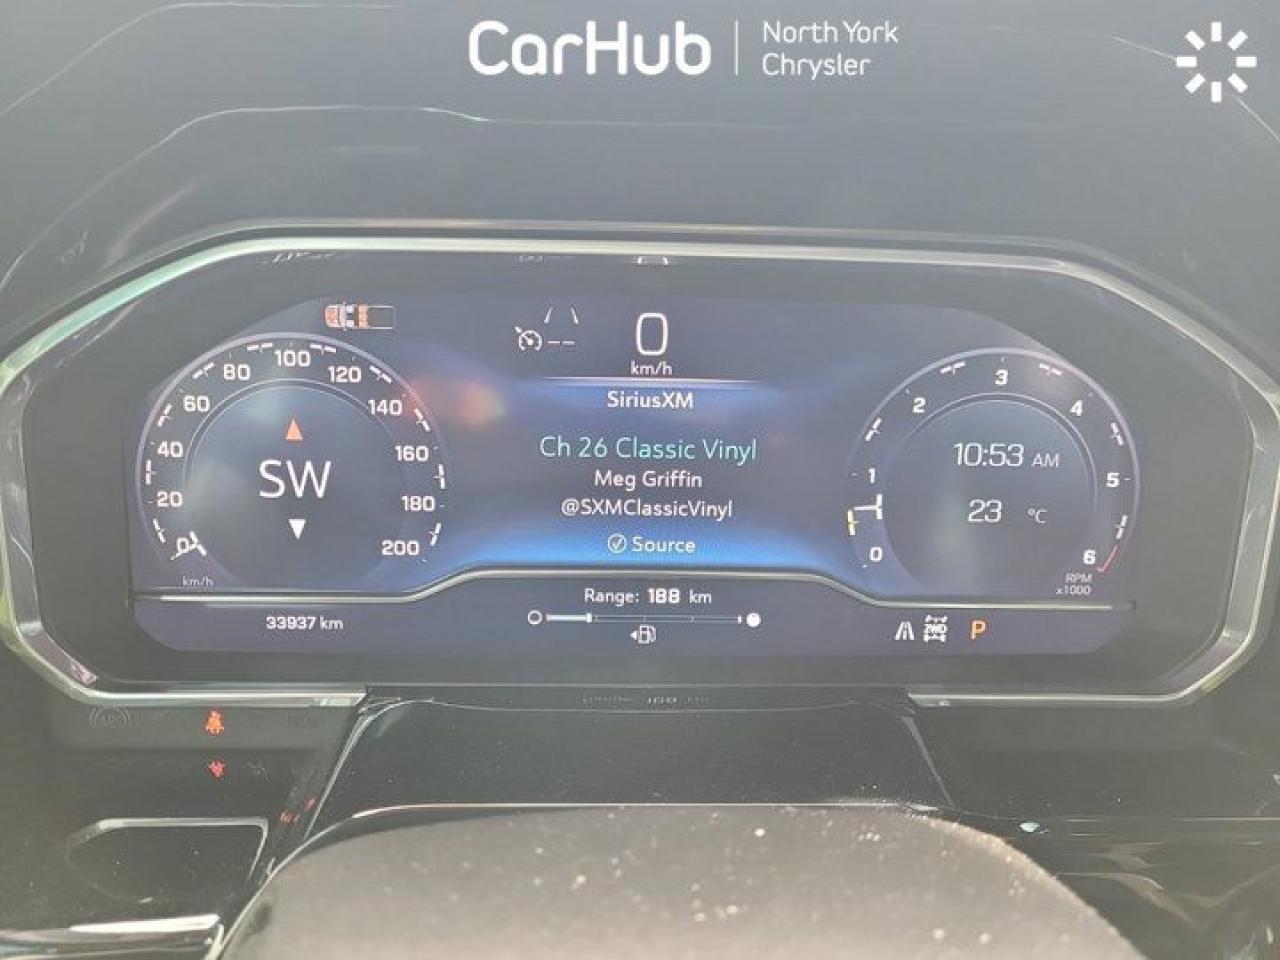 CarHub
North York
Chrysler
0
km/h
SiriusXM
Ch 26 Classic Vinyl
Meg Griffin
@SXMClassicVinyl
Source
0
20
40
60
80
100
120
140
160
180
200
km/h
SW
0
1
2
3
4
5
6
RPM
x1000
10:53 AM
23 °C
Range: 188 km
33937 km
2WD
P